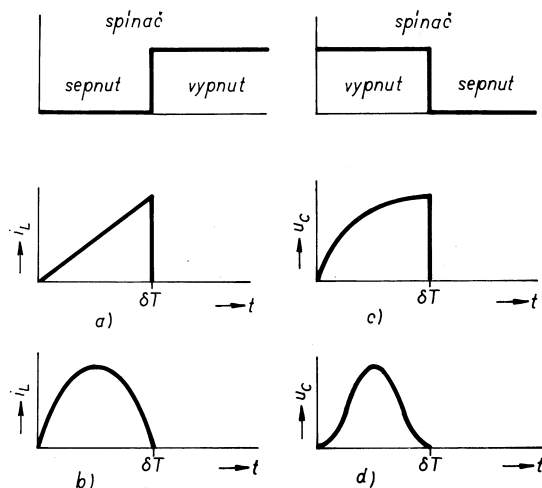 spínač
sepnut
vypnut
spínač
vypnut
sepnut
i_L
δT
t
a)
u_C
δT
t
c)
i_L
δT
t
b)
u_C
δT
t
d)